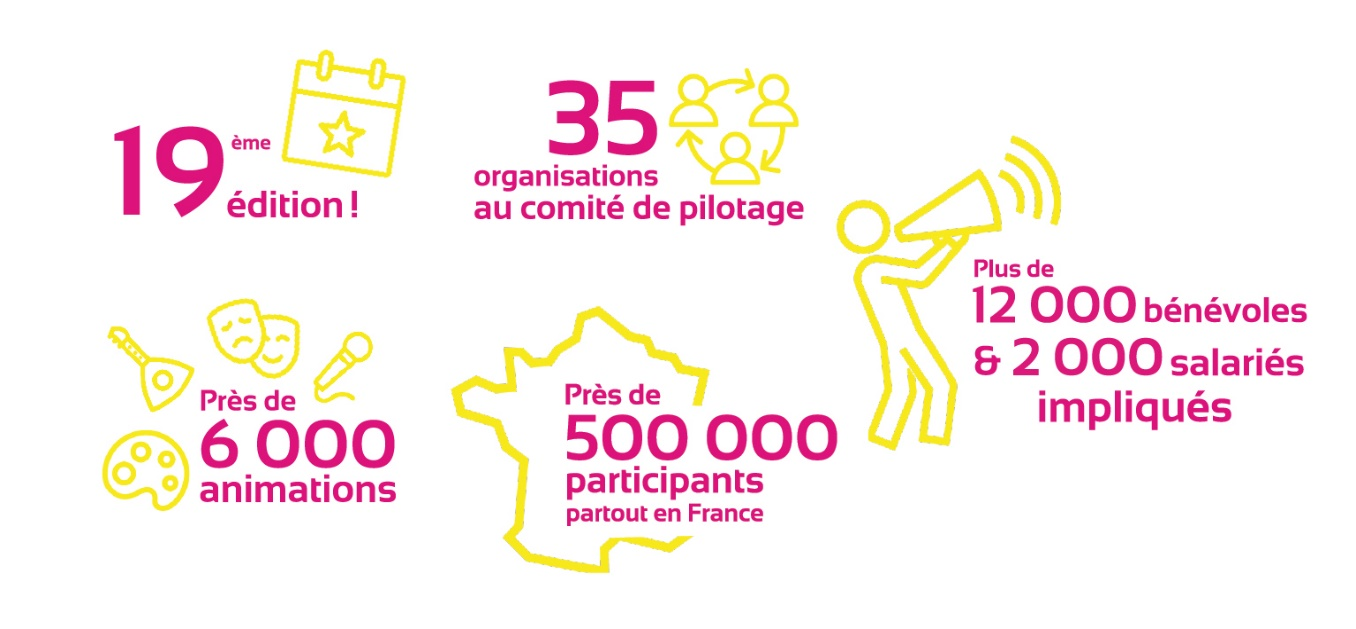 19ème
édition !
35
organisations
au comité de pilotage
Plus de
12 000 bénévoles
& 2 000 salariés
impliqués
Près de
6 000
animations
Près de
500 000
participants
partout en France